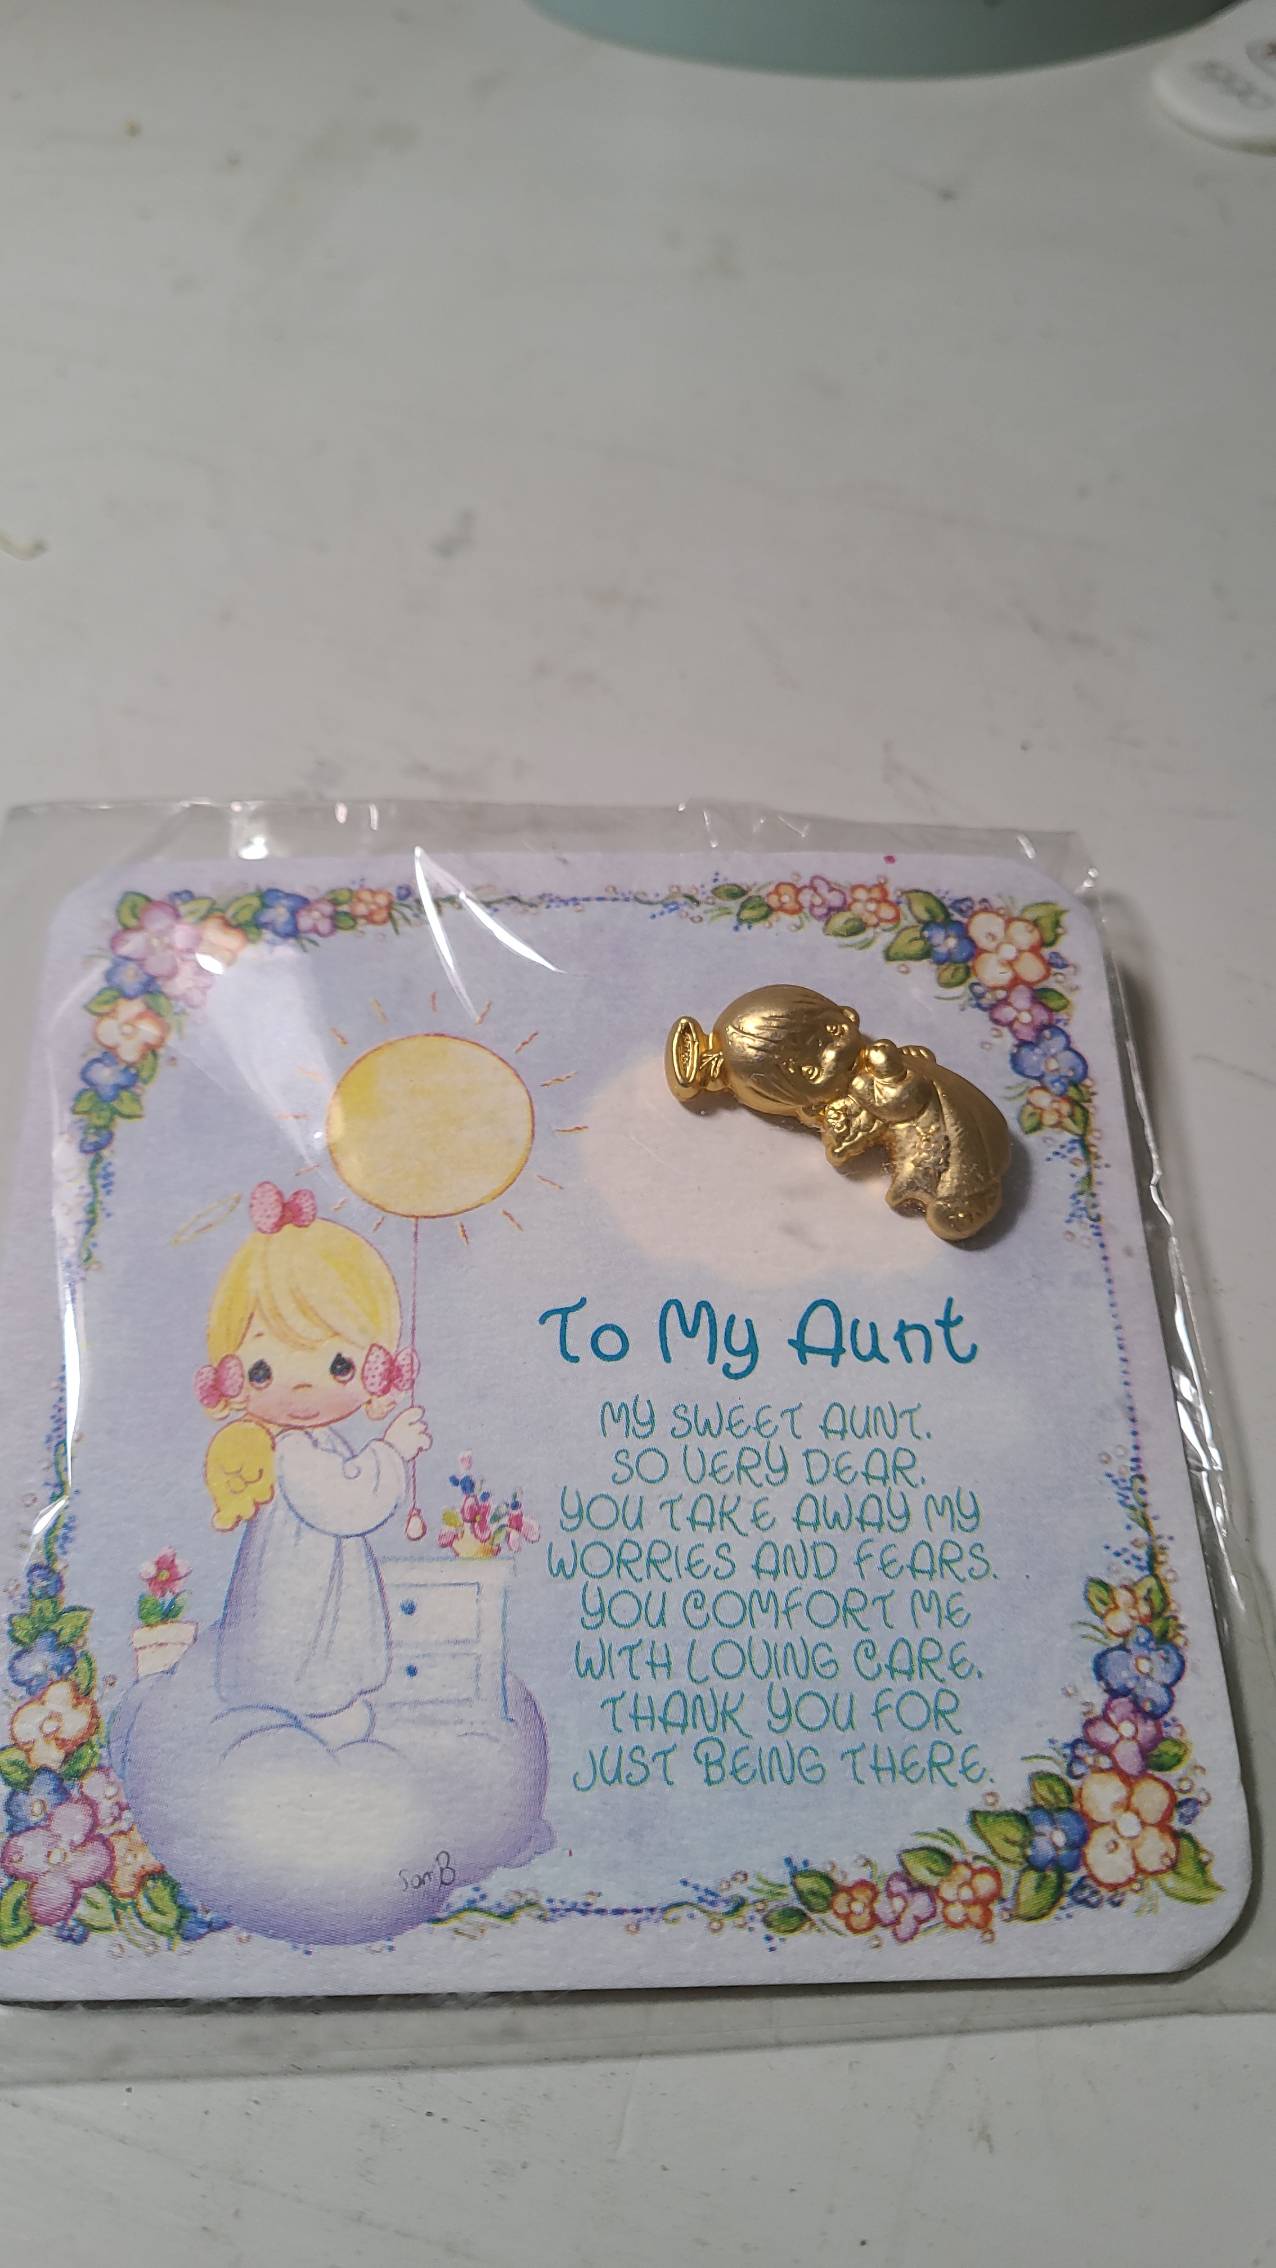 To My Aunt
MY SWEET AUNT.
SO VERY DEAR.
YOU TAKE AWAY MY
WORRIES AND FEARS.
YOU COMFORT ME
WITH LOVING CARE.
THANK YOU FOR
JUST BEING THERE.
Sam B